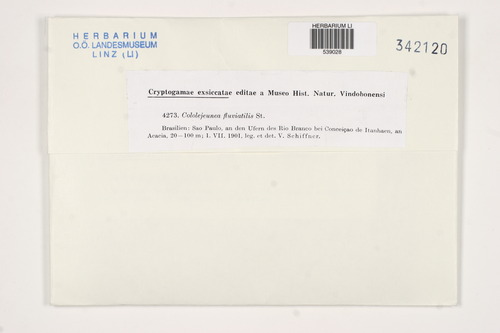 HERBARIUM
O.Ö. LANDESMUSEUM
LINZ (LI)
HERBARIUM LI
539028
342120
Cryptogamae exsiccatae editae a Museo Hist. Natur. Vindobonensi
4273. Cololejeunea fluviatilis St.
Brasilien: Sao Paulo, an den Ufern des Rio Branco bei Conceiçao de Itanhaen, an
Acacia, 20—100 m; 1. VII. 1901, leg. et det. V. Schiffner.